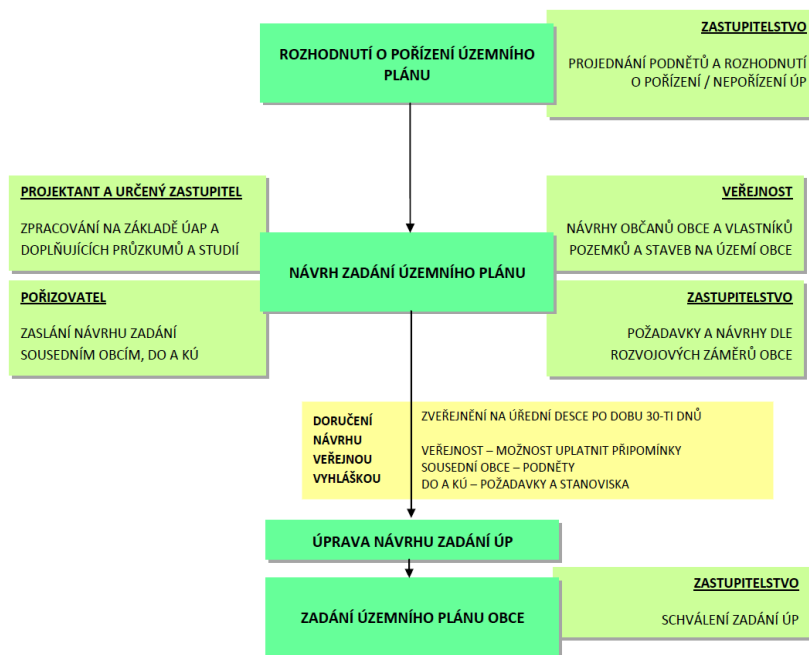 ROZHODNUTÍ O POŘÍZENÍ ÚZEMNÍHO
PLÁNU
ZASTUPITELSTVO
PROJEDNÁNÍ PODNĚTŮ A ROZHODNUTÍ
O POŘÍZENÍ / NEPOŘÍZENÍ ÚP
PROJEKTANT A URČENÝ ZASTUPITEL
ZPRACOVÁNÍ NA ZÁKLADĚ ÚAP A
DOPLŇUJÍCÍCH PRŮZKUMŮ A STUDIÍ
VEŘEJNOST
NÁVRHY OBČANŮ OBCE A VLASTNÍKŮ
POZEMKŮ A STAVEB NA ÚZEMÍ OBCE
NÁVRH ZADÁNÍ ÚZEMNÍHO PLÁNU
POŘIZOVATEL
ZASLÁNÍ NÁVRHU ZADÁNÍ
SOUSEDNÍM OBCÍM, DO A KÚ
ZASTUPITELSTVO
POŽADAVKY A NÁVRHY DLE
ROZVOJOVÝCH ZÁMĚRŮ OBCE
DORUČENÍ
NÁVRHU
VEŘEJNOU
VYHLÁŠKOU
ZVEŘEJNĚNÍ NA ÚŘEDNÍ DESCE PO DOBU 30-TI DNŮ
VEŘEJNOST – MOŽNOST UPLATNIT PŘIPOMÍNKY
SOUSEDNÍ OBCE – PODNĚTY
DO A KÚ – POŽADAVKY A STANOVISKA
ÚPRAVA NÁVRHU ZADÁNÍ ÚP
ZADÁNÍ ÚZEMNÍHO PLÁNU OBCE
ZASTUPITELSTVO
SCHVÁLENÍ ZADÁNÍ ÚP